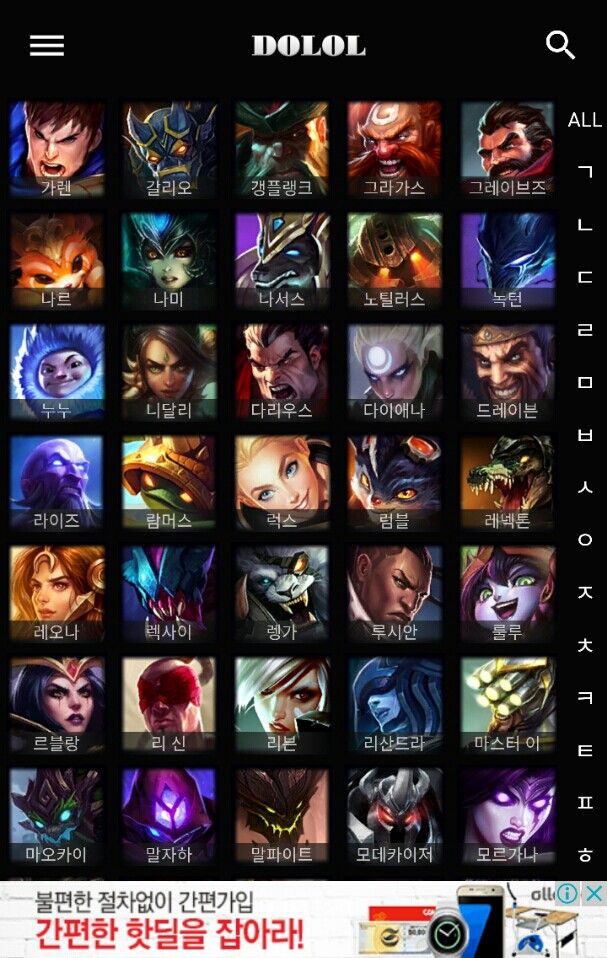 DOLOL
ALL
가렌 갈리오 갱플랭크 그라가스 그레이브즈
ㄱ
나르 나미 나서스 노틸러스 녹턴
ㄴ
ㄷ
누누 니달리 다리우스 다이애나 드레이븐
ㄹ
ㅁ
라이즈 람머스 럭스 럼블 레넥톤
ㅂ
ㅅ
ㅇ
레오나 렉사이 렝가 루시안 룰루
ㅈ
ㅊ
르블랑 리 신 리븐 리산드라 마스터 이
ㅋ
ㅌ
마오카이 말자하 말파이트 모데카이저 모르가나
ㅍ
ㅎ
불편한 절차없이 간편가입
간편한 핫딜을 잡아라!